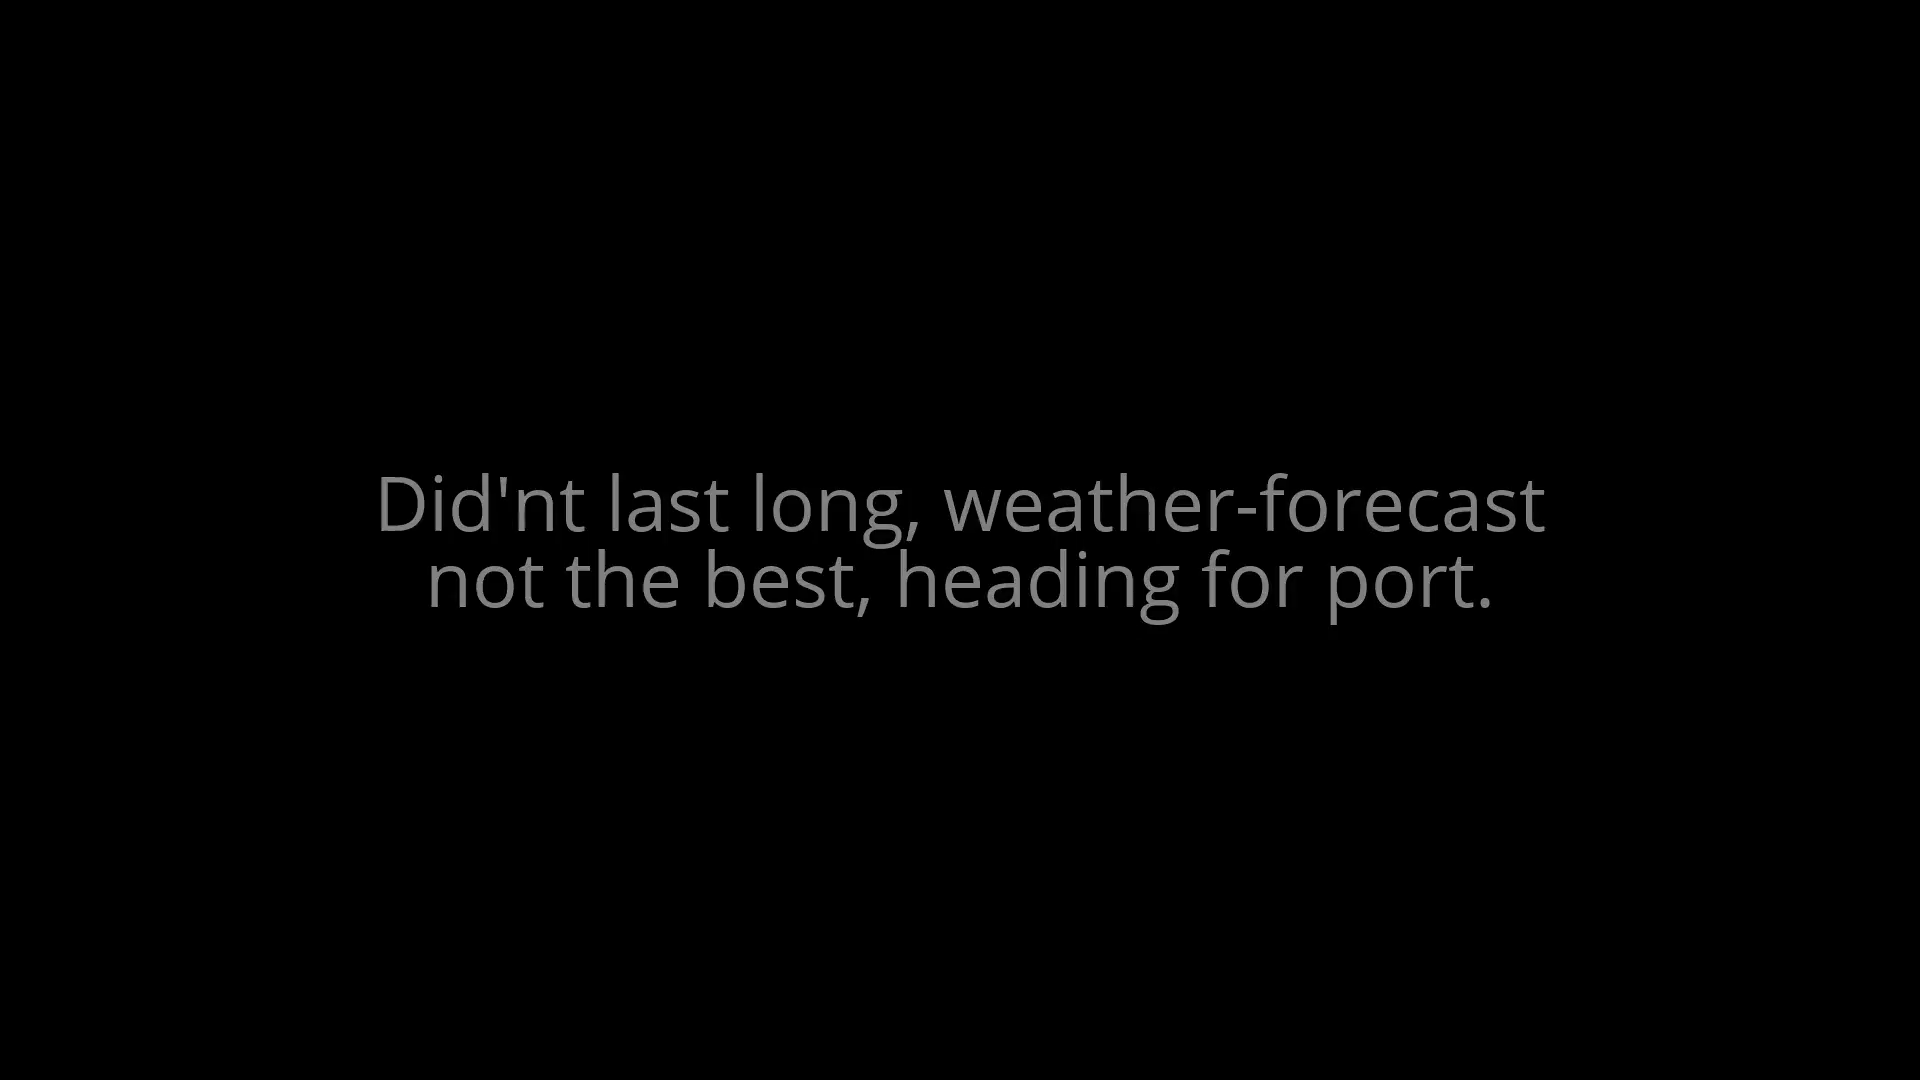 Did'nt last long, weather-forecast
not the best, heading for port.